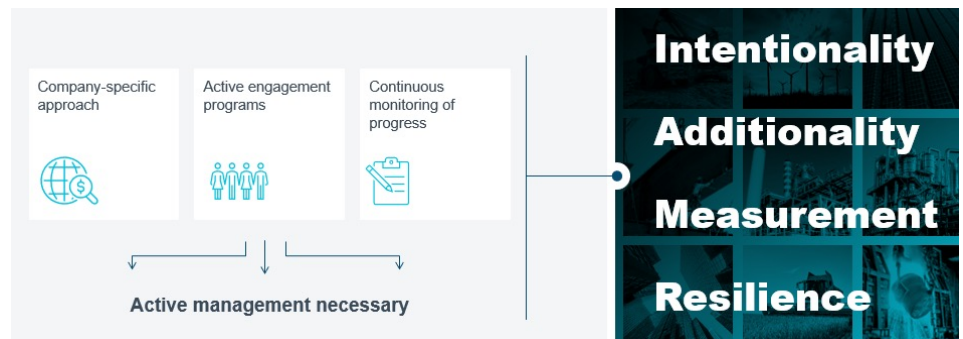 Company-specific
approach
Active engagement
programs
Continuous
monitoring of
progress
$
Active management necessary
Intentionality
Additionality
Measurement
Resilience